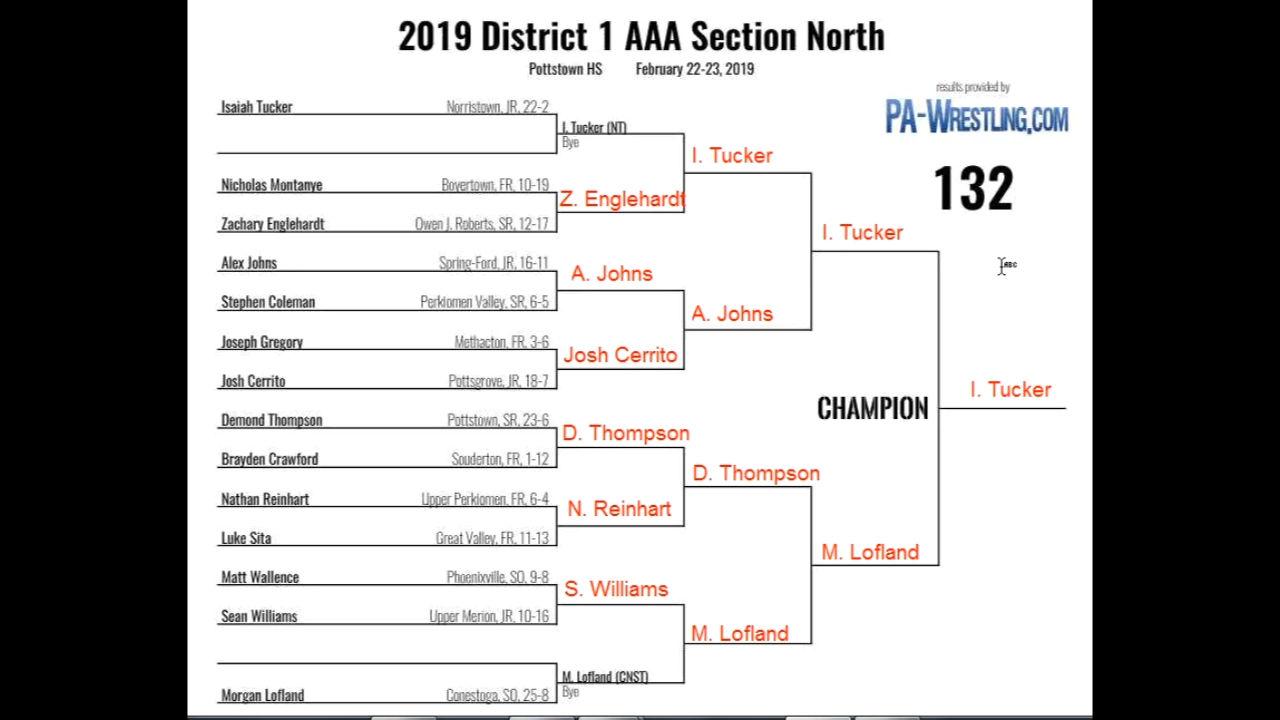 2019 District 1 AAA Section North
Pottstown HS February 22-23, 2019
results provided by
PA-WRESTLING.COM
132
Isaiah Tucker Norristown, JR, 22-2
I. Tucker (NT)
Bye
I. Tucker
Nicholas Montanye Boyertown, FR, 10-19
Z. Englehardt
Zachary Englehardt Owen J. Roberts, SR, 12-17
I. Tucker
Alex Johns Spring-Ford, JR, 16-11
ABC
A. Johns
Stephen Coleman Perkiomen Valley, SR, 6-5
A. Johns
Joseph Gregory Methacton, FR, 3-6
Josh Cerrito
Josh Cerrito Pottsgrove, JR, 18-7
I. Tucker
CHAMPION
Demond Thompson Pottstown, SR, 23-6
D. Thompson
Brayden Crawford Souderton, FR, 1-12
D. Thompson
Nathan Reinhart Upper Perkiomen, FR, 6-4
N. Reinhart
Luke Sita Great Valley, FR, 11-13
M. Lofland
Matt Wallence Phoenixville, SO, 9-8
S. Williams
Sean Williams Upper Merion, JR, 10-16
M. Lofland
M. Lofland (CNST)
Bye
Morgan Lofland Conestoga, SO, 25-8